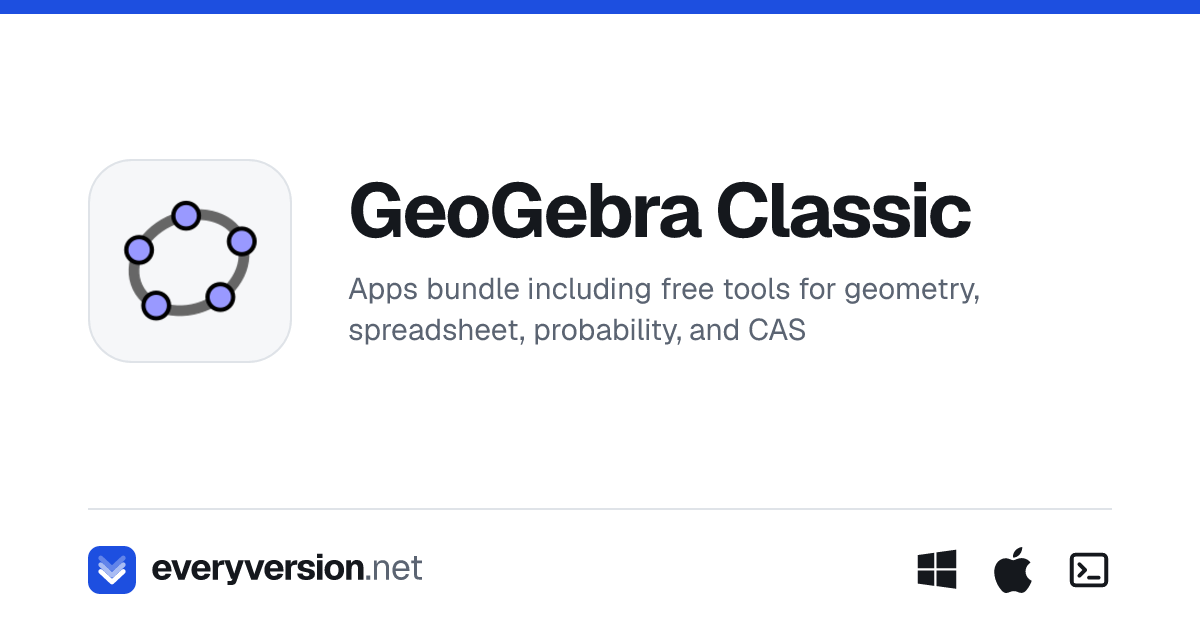 GeoGebra Classic
Apps bundle including free tools for geometry,
spreadsheet, probability, and CAS
everyversion.net